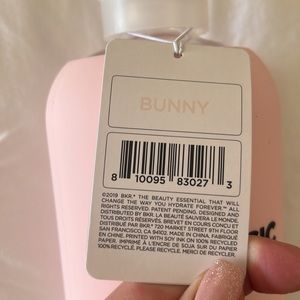 BUNNY
8 10095 83027 3
©2019 BKR.® THE BEAUTY ESSENTIAL THAT WILL
CHANGE THE WAY YOU HYDRATE FOREVER.™ ALL
RIGHTS RESERVED. PATENT PENDING. DESIGNED AND
DISTRIBUTED BY BKR. LA BEAUTÉ SAUVERA LE MONDE.
TOUS DROITS RÉSERVÉS. BREVET EN COURS CONÇU ET
DISTRIBUÉ PAR BKR.® 720 MARKET STREET 6TH FLOOR
SAN FRANCISCO, CA 94102. MADE IN CHINA. FABRIQUÉ
EN CHINE. PRINTED WITH SOY INK ON 100% RECYCLED
PAPER. IMPRIMÉ À L'ENCRE DE SOJA SUR DU PAPIER
100% RECYCLÉ. PLEASE RECYCLE. MERCI DE RECYCLER.